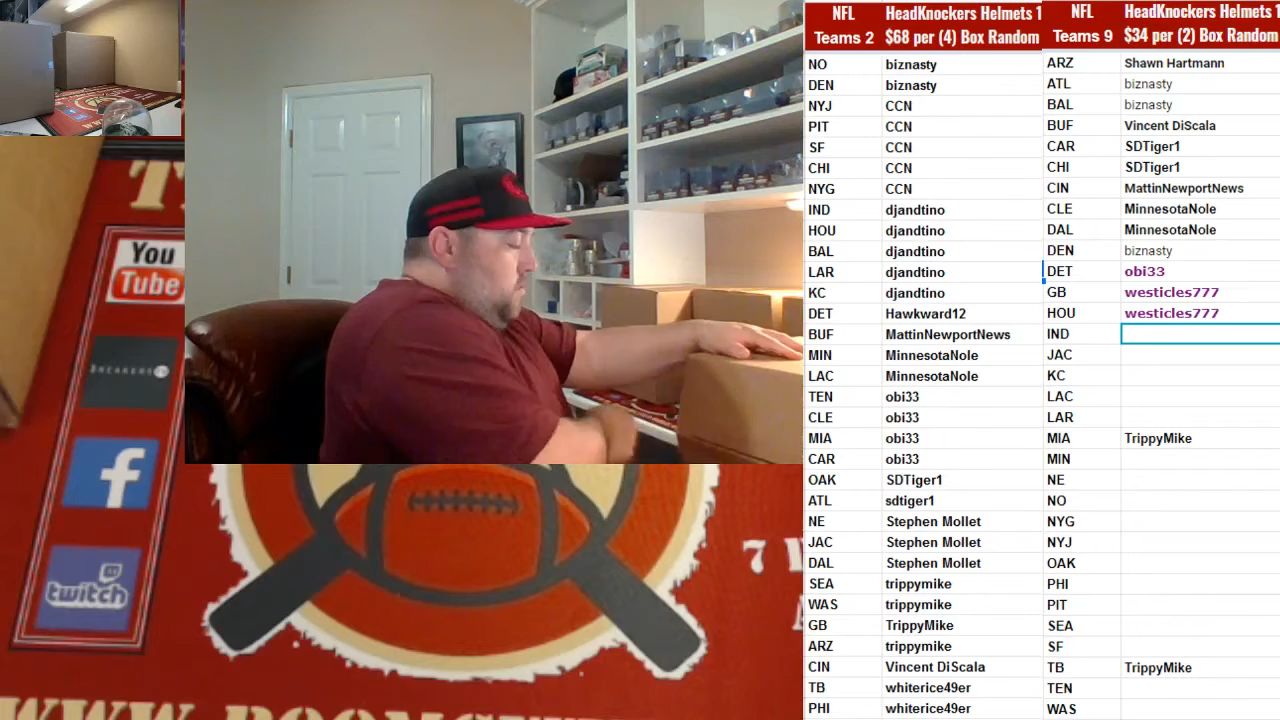 NFL HeadKnockers Helmets 1
Teams 2 $68 per (4) Box Random
NO biznasty
DEN biznasty
NYJ CCN
PIT CCN
SF CCN
CHI CCN
NYG CCN
IND djandtino
HOU djandtino
BAL djandtino
LAR djandtino
KC djandtino
DET Hawkward12
BUF MattinNewportNews
MIN MinnesotaNole
LAC MinnesotaNole
TEN obi33
CLE obi33
MIA obi33
CAR obi33
OAK SDTiger1
ATL sdtiger1
NE Stephen Mollet
JAC Stephen Mollet
DAL Stephen Mollet
SEA trippymike
WAS trippymike
GB TrippyMike
ARZ trippymike
CIN Vincent DiScala
TB whiterice49er
PHI whiterice49er
NFL HeadKnockers Helmets 1
Teams 9 $34 per (2) Box Random
ARZ Shawn Hartmann
ATL biznasty
BAL biznasty
BUF Vincent DiScala
CAR SDTiger1
CHI SDTiger1
CIN MattinNewportNews
CLE MinnesotaNole
DAL MinnesotaNole
DEN biznasty
DET obi33
GB westicles777
HOU westicles777
IND
JAC
KC
LAC
LAR
MIA TrippyMike
MIN
NE
NO
NYG
NYJ
OAK
PHI
PIT
SEA
SF
TB TrippyMike
TEN
WAS
You
Tube
BREAKERS
f
twitch
7